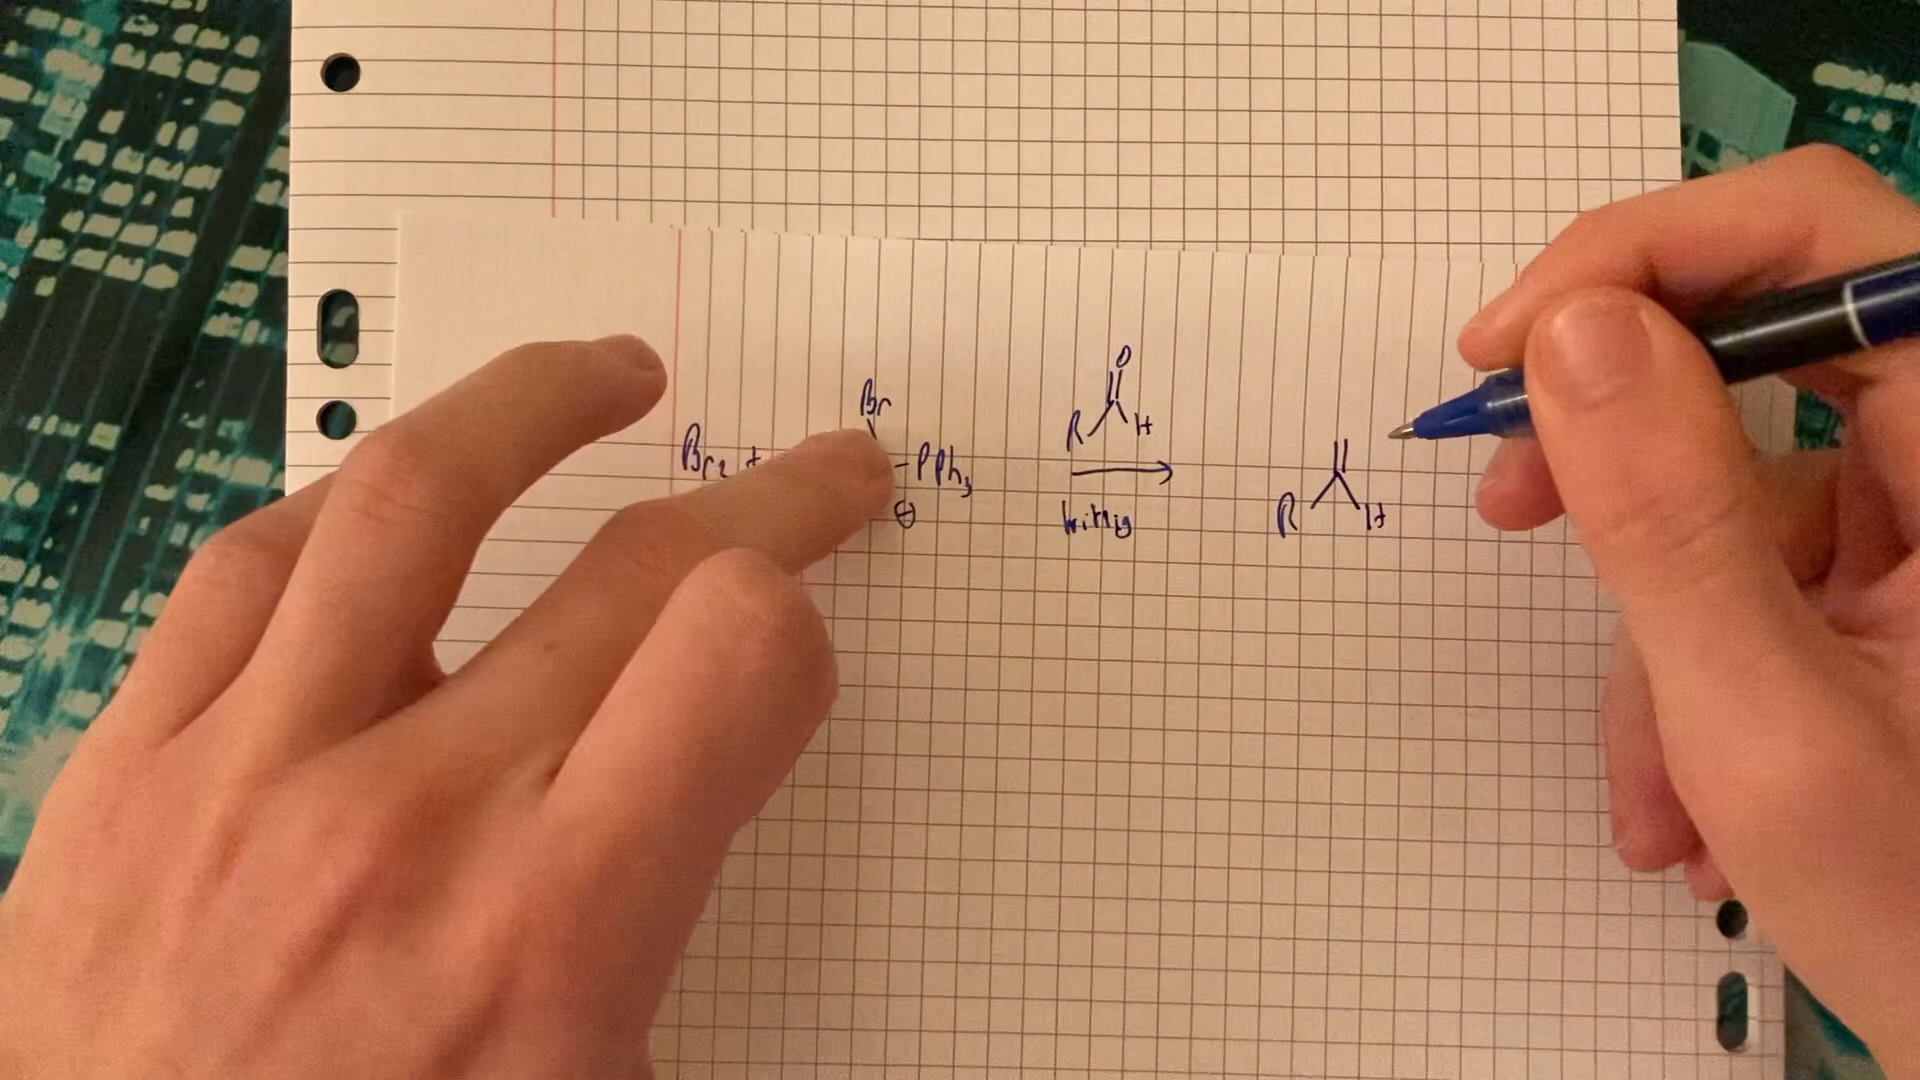 O
Br
R H
Br2 + -PPh3
⊕ Wittig R H